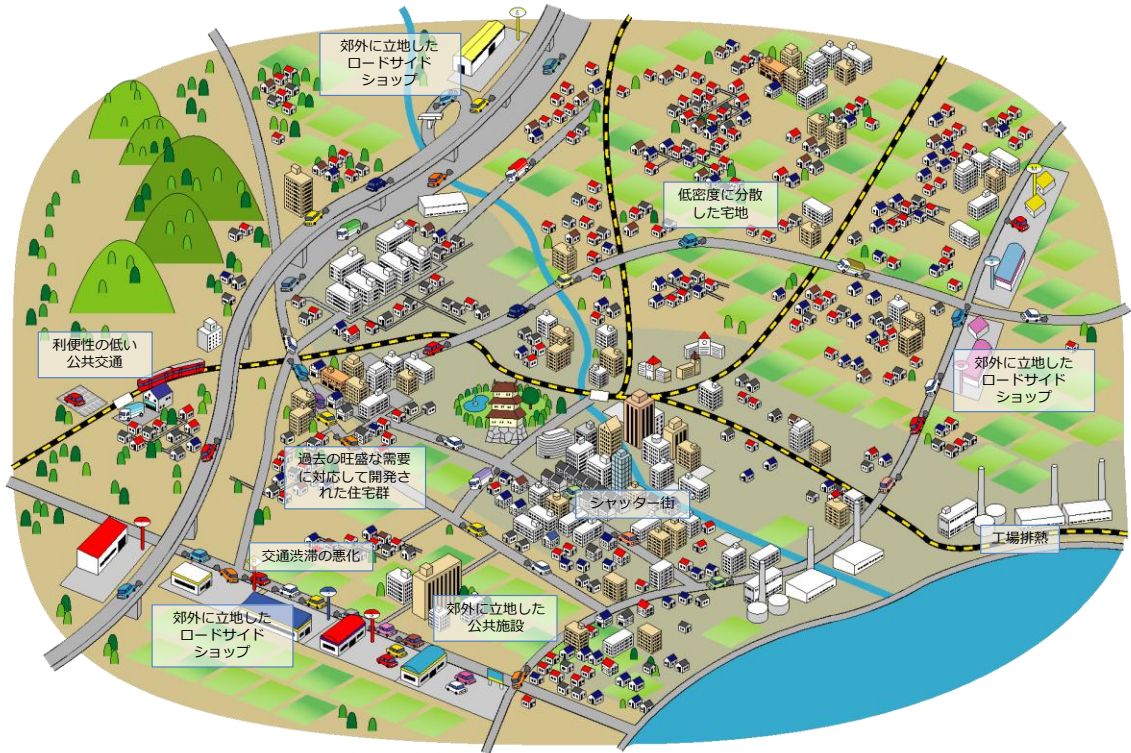 郊外に立地した
ロードサイド
ショップ
低密度に分散
した宅地
利便性の低い
公共交通
郊外に立地した
ロードサイド
ショップ
過去の旺盛な需要
に対応して開発さ
れた住宅群
シャッター街
工場排熱
交通渋滞の悪化
郊外に立地した
ロードサイド
ショップ
郊外に立地した
公共施設